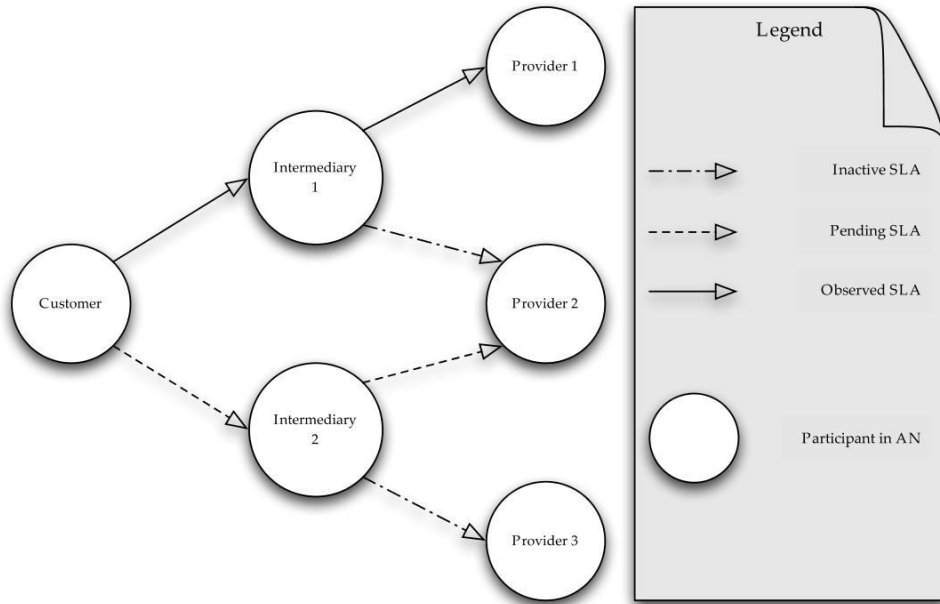 Provider 1
Intermediary
1
Customer
Provider 2
Intermediary
2
Provider 3
Legend
Inactive SLA
Pending SLA
Observed SLA
Participant in AN